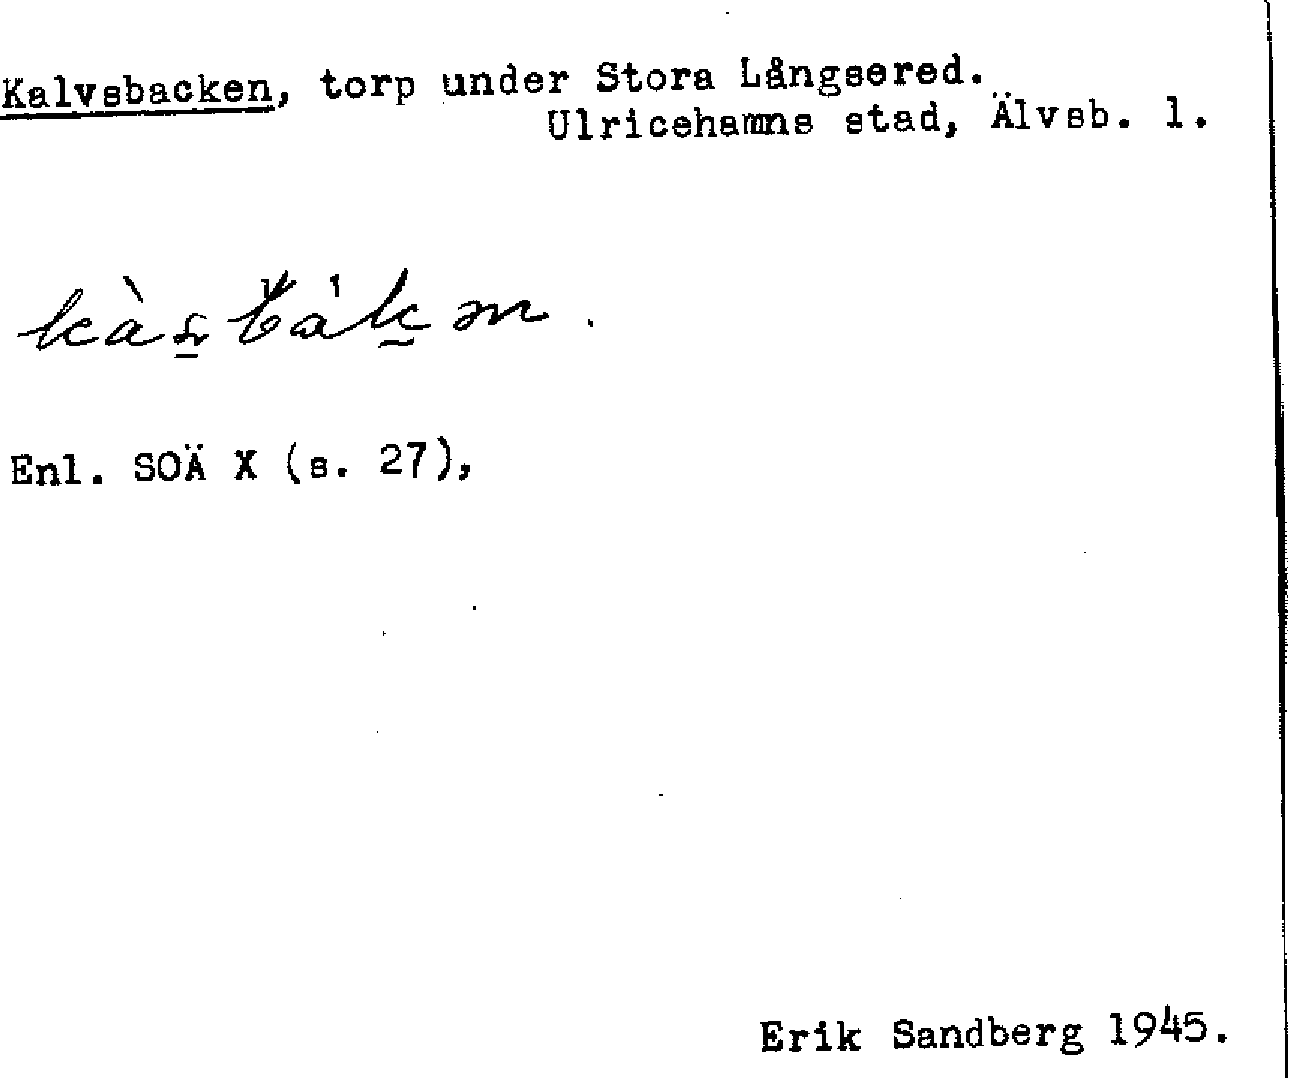 Kalvsbacken, torp under Stora Långsered.
Ulricehamns stad, Älvsb. l.
Enl. SOÄ X (s. 27),
Erik Sandberg 1945.